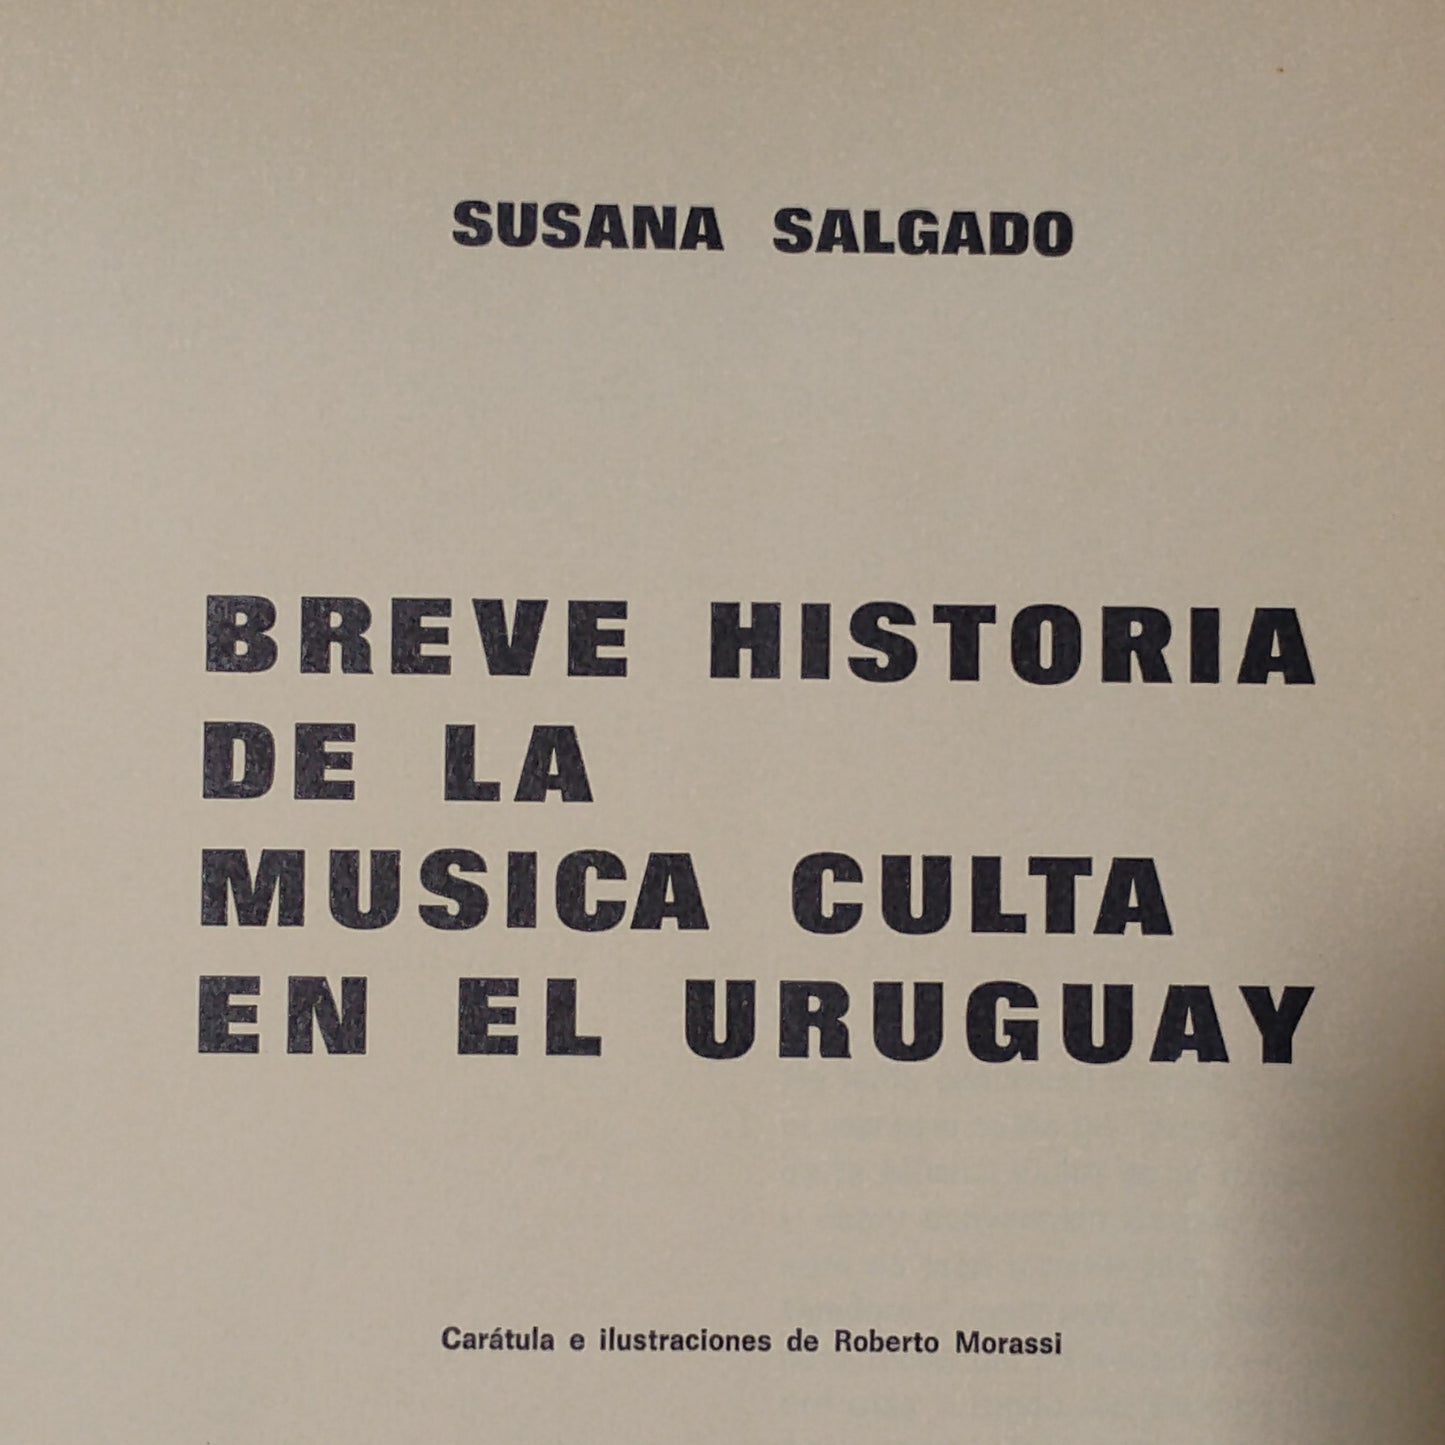 SUSANA SALGADO
BREVE HISTORIA
DE LA
MUSICA CULTA
EN EL URUGUAY
Carátula e ilustraciones de Roberto Morassi